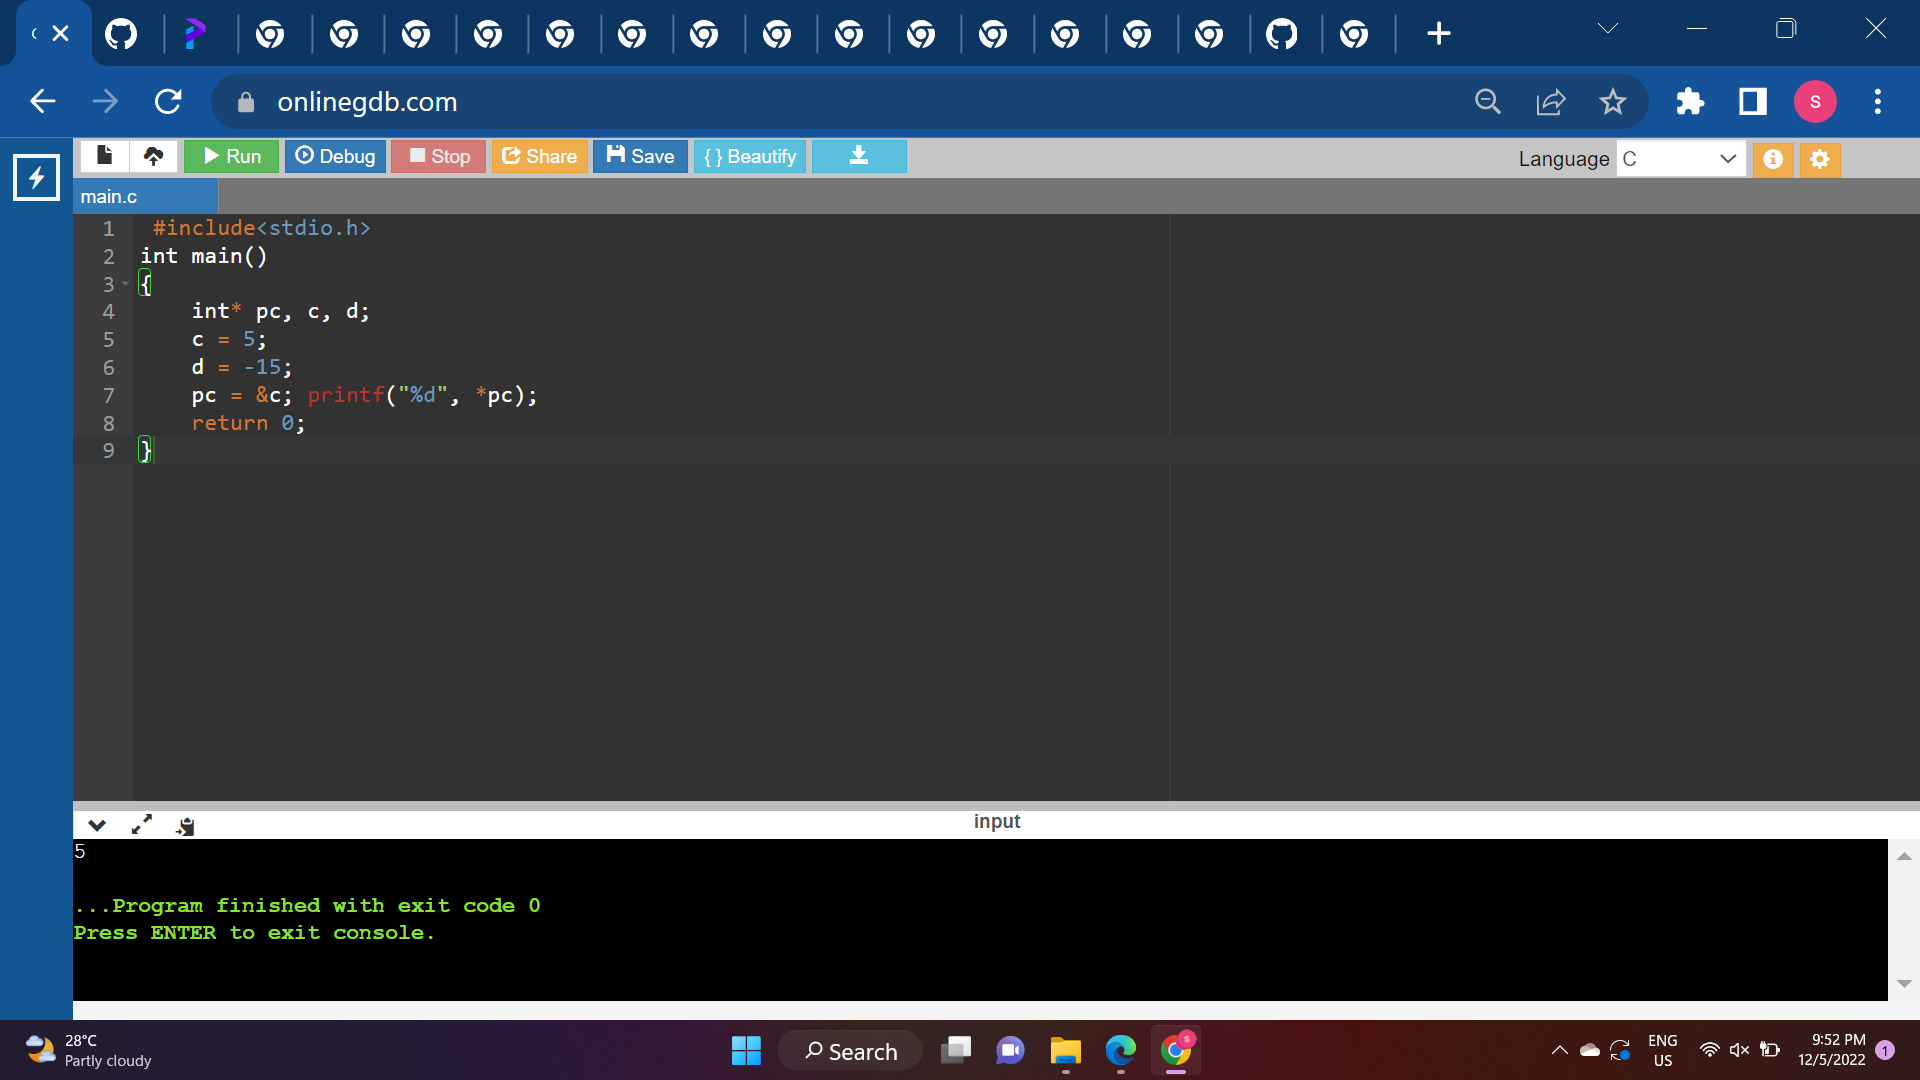 onlinegdb.com
S
Run
Debug
Stop
Share
Save
{ } Beautify
Language
C
main.c
1 #include<stdio.h>
2 int main()
3 {
4 int* pc, c, d;
5 c = 5;
6 d = -15;
7 pc = &c; printf("%d", *pc);
8 return 0;
9 }
input
5
...Program finished with exit code 0
Press ENTER to exit console.
28°C
Partly cloudy
Search
s
ENG
US
9:52 PM
12/5/2022
1